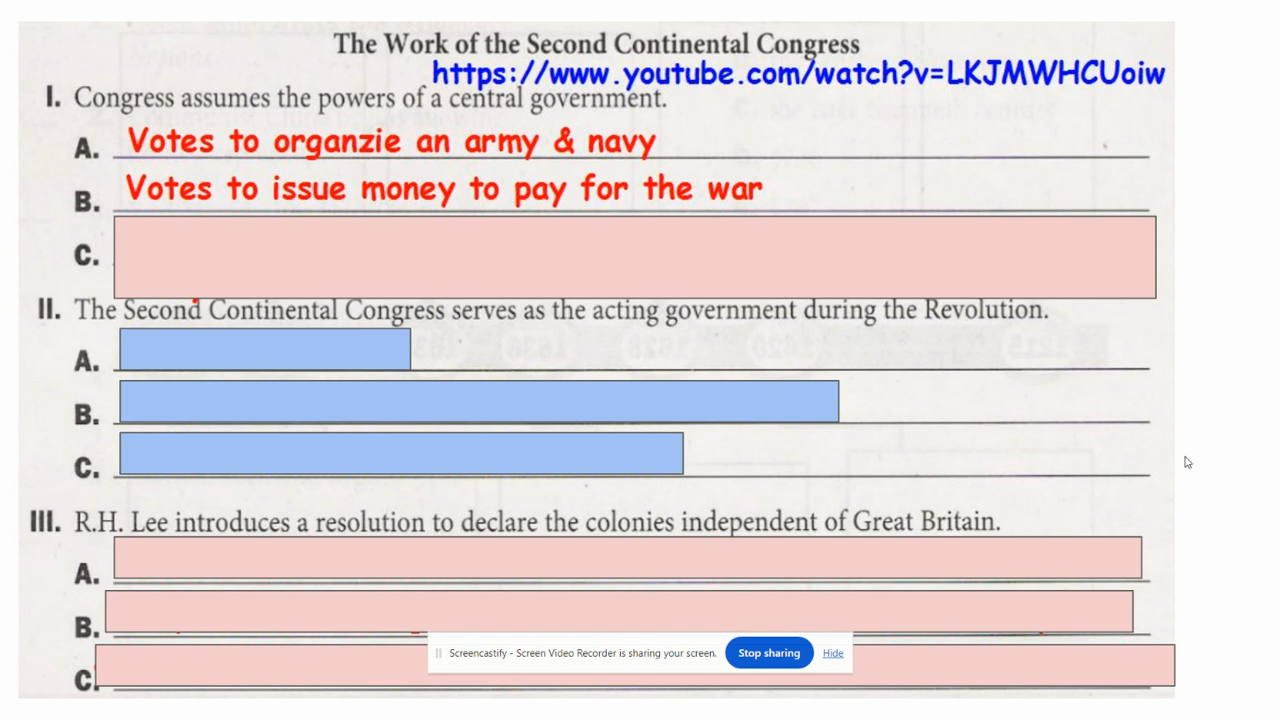 The Work of the Second Continental Congress
https://www.youtube.com/watch?v=LKJMWHCUoiw
I. Congress assumes the powers of a central government.
A. Votes to organzie an army & navy
B. Votes to issue money to pay for the war
C.
II. The Second Continental Congress serves as the acting government during the Revolution.
A.
B.
C.
III. R.H. Lee introduces a resolution to declare the colonies independent of Great Britain.
A.
B.
Screencastify - Screen Video Recorder is sharing your screen. Stop sharing Hide
C.